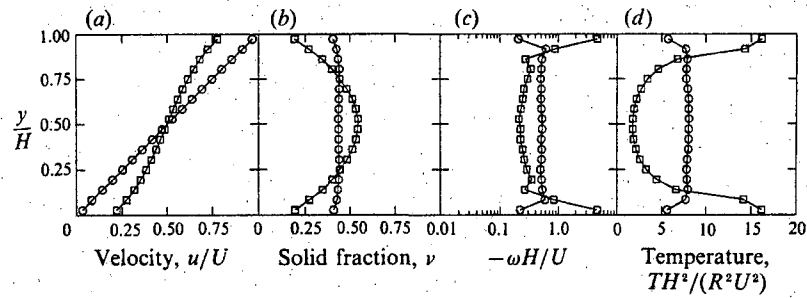 (a) (b) (c) (d)
1.00
0.75
y/H
0.50
0.25
0 0.25 0.50 0.75 0 0.25 0.50 0.75 0.01 0.1 1.0 0 5 10 15 20
Velocity, u/U Solid fraction, ν −ωH/U Temperature,
TH²/(R²U²)